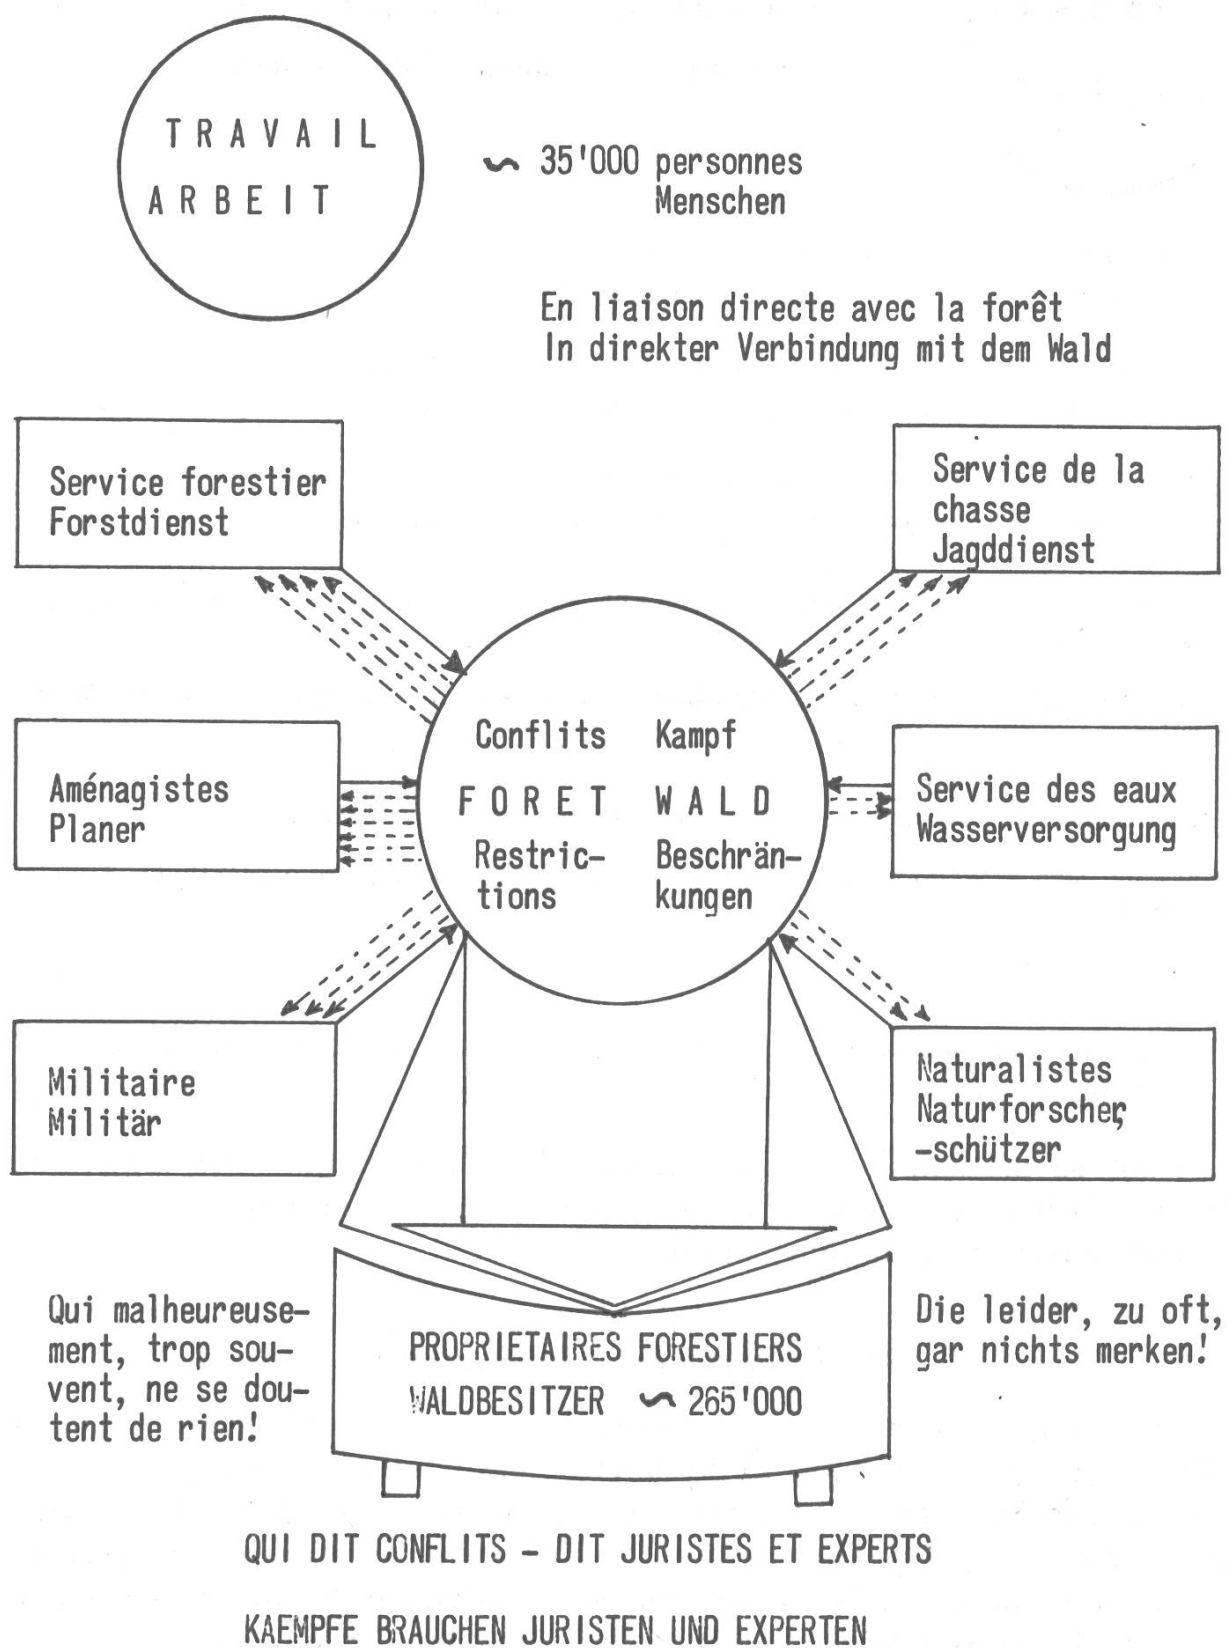 TRAVAIL
ARBEIT
~ 35'000 personnes
Menschen
En liaison directe avec la forêt
In direkter Verbindung mit dem Wald
Service forestier
Forstdienst
Service de la
chasse
Jagddienst
Conflits Kampf
FORET WALD
Restric- Beschrän-
tions kungen
Aménagistes
Planer
Service des eaux
Wasserversorgung
Militaire
Militär
Naturalistes
Naturforscher,
-schützer
Qui malheureuse-
ment, trop sou-
vent, ne se dou-
tent de rien!
PROPRIETAIRES FORESTIERS
WALDBESITZER ~ 265'000
Die leider, zu oft,
gar nichts merken!
QUI DIT CONFLITS - DIT JURISTES ET EXPERTS
KAEMPFE BRAUCHEN JURISTEN UND EXPERTEN